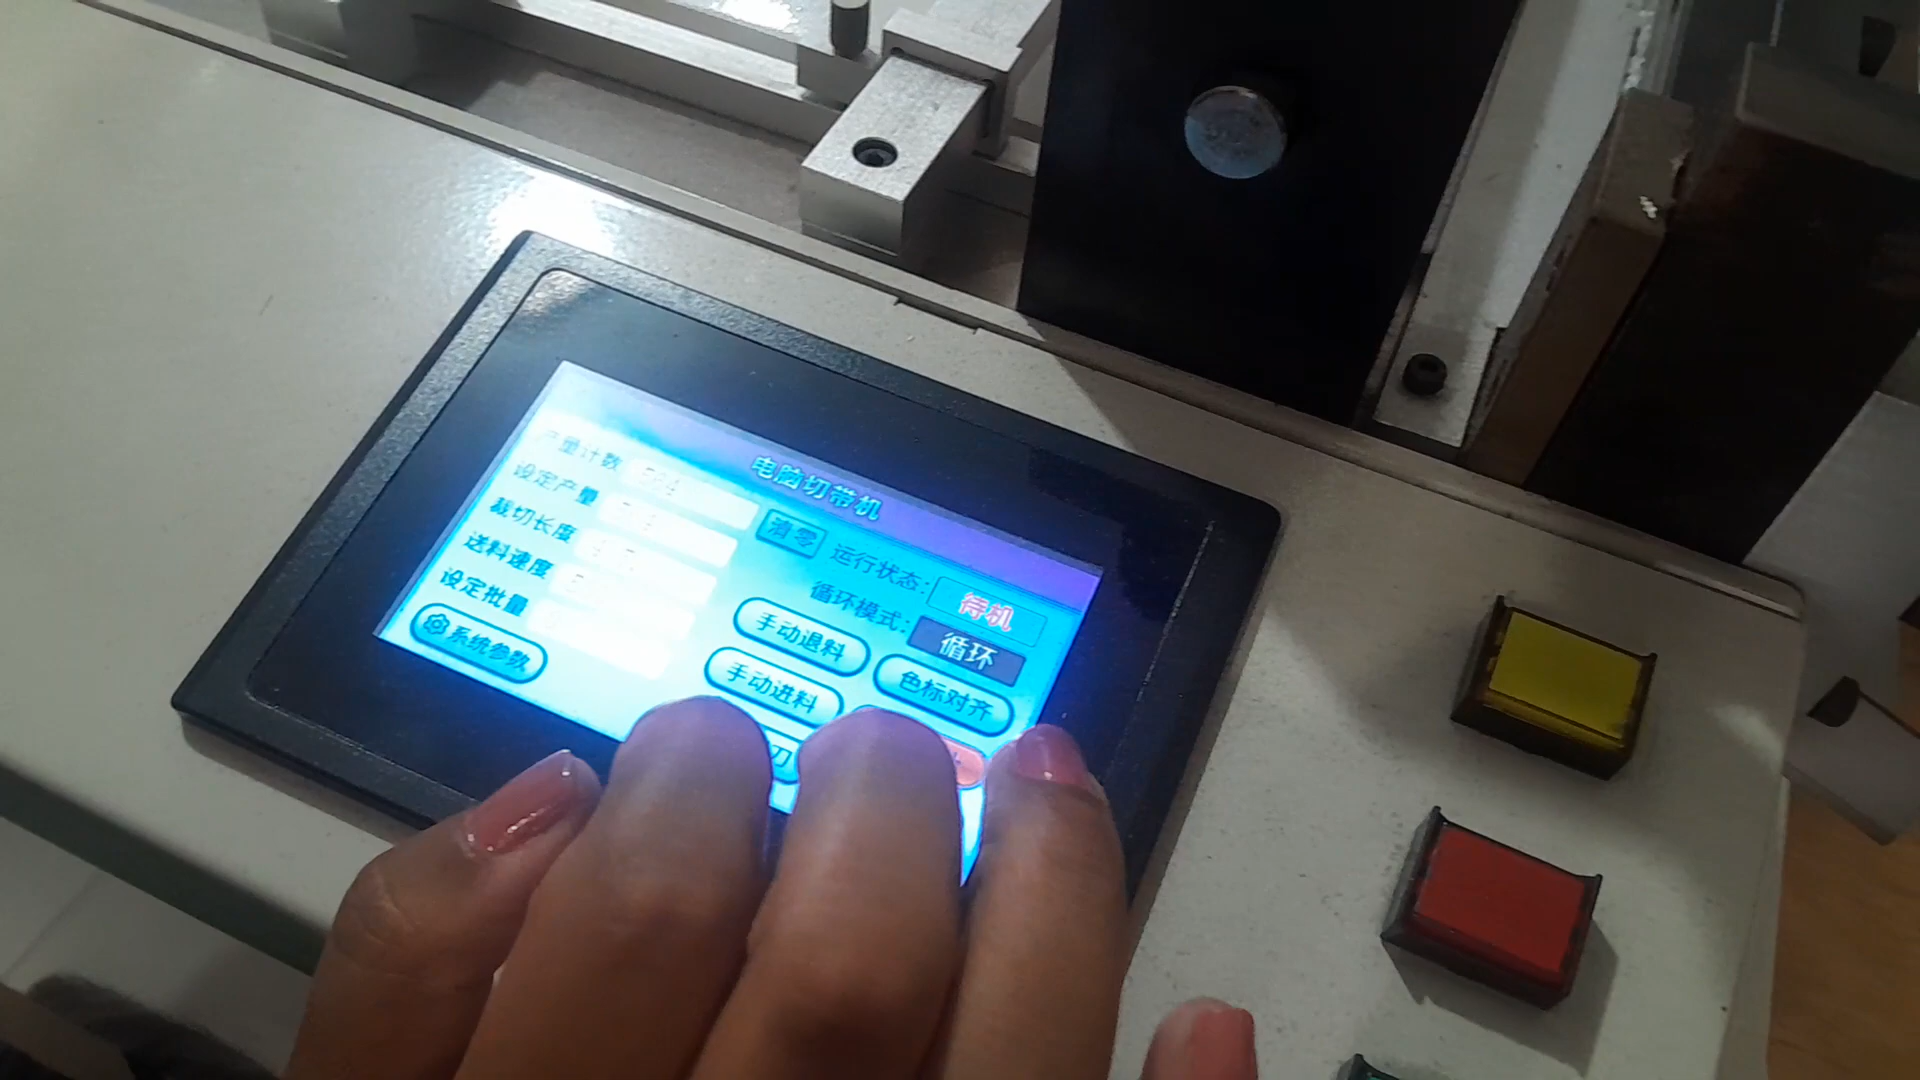 电脑切带机
产量计数
清零
运行状态:
待机
设定产量
循环模式:
循环
裁切长度
手动退料
色标对齐
送料速度
手动进料
设定批量
系统参数
刀